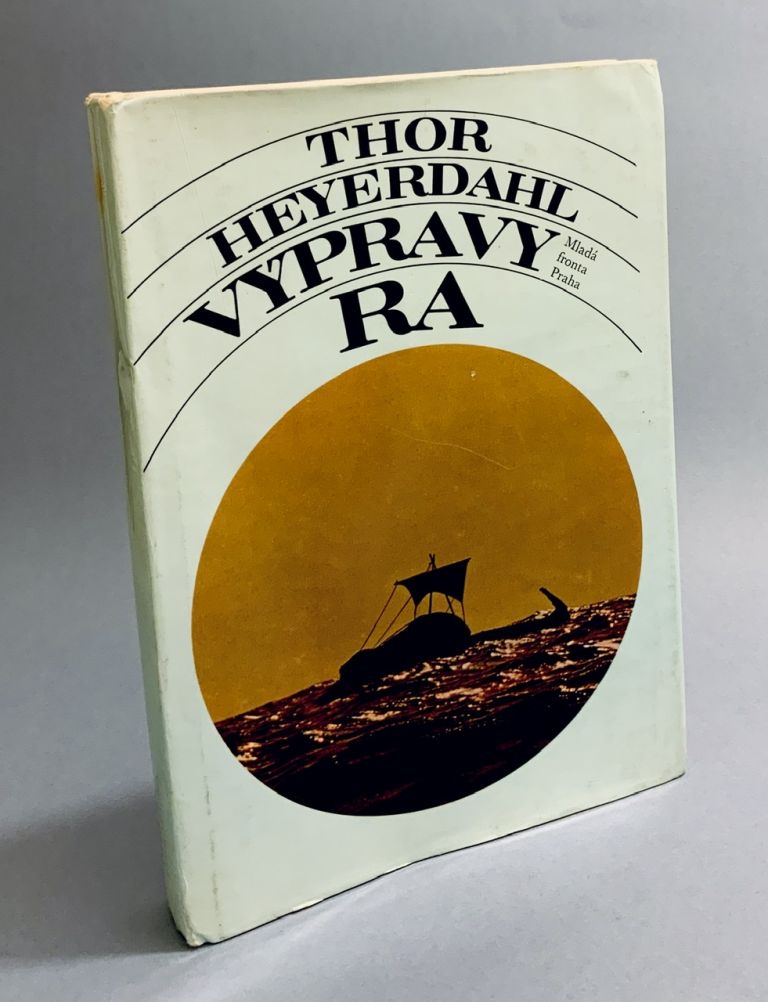 THOR
HEYERDAHL
VÝPRAVY
RA
Mladá
fronta
Praha